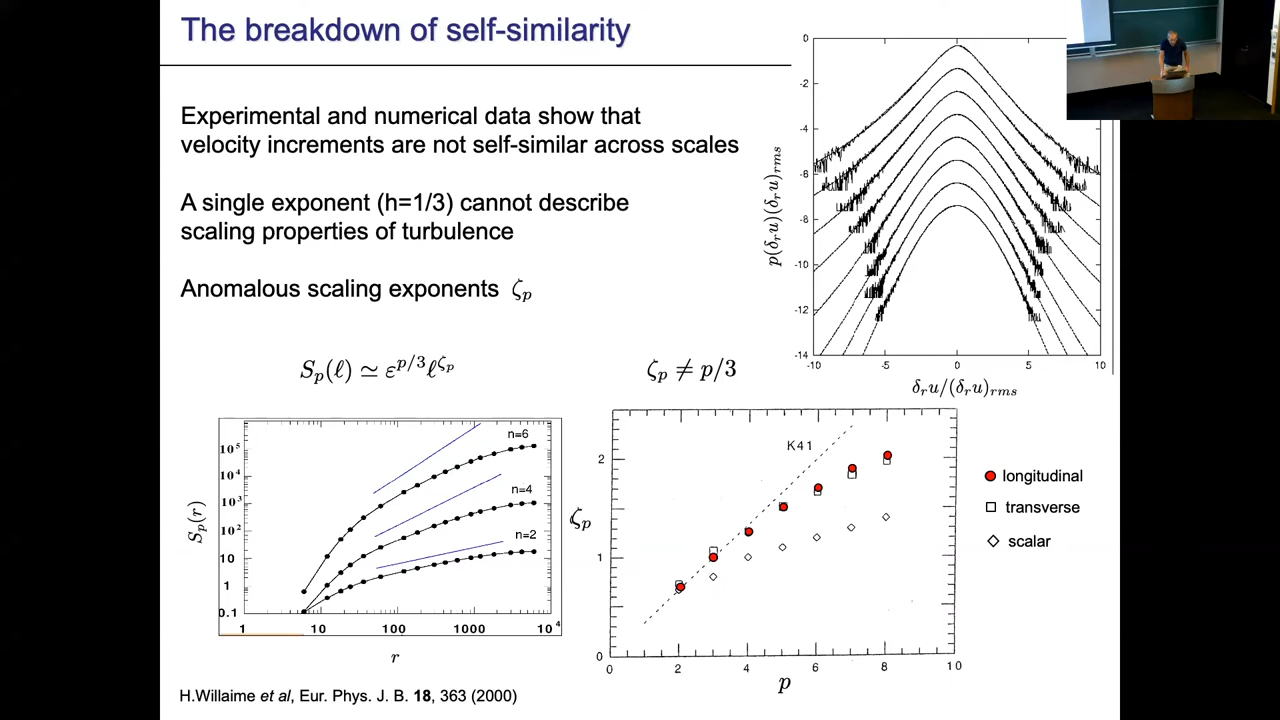 The breakdown of self-similarity
Experimental and numerical data show that
velocity increments are not self-similar across scales
A single exponent (h=1/3) cannot describe
scaling properties of turbulence
Anomalous scaling exponents ζ_p
S_p(ℓ) ≃ ε^{p/3}ℓ^{ζ_p}
ζ_p ≠ p/3
0
-2
-4
-6
-8
-10
-12
-14
-10 -5 0 5 10
p(δ_r u)(δ_r u)_{rms}
δ_r u/(δ_r u)_{rms}
n=6
n=4
n=2
10^5
10^4
10^3
10^2
10
1
0.1
1 10 100 1000 10^4
S_p(r)
r
K41
2
1
0
0 2 4 6 8 10
ζ_p
p
longitudinal
transverse
scalar
H.Willaime et al, Eur. Phys. J. B. 18, 363 (2000)